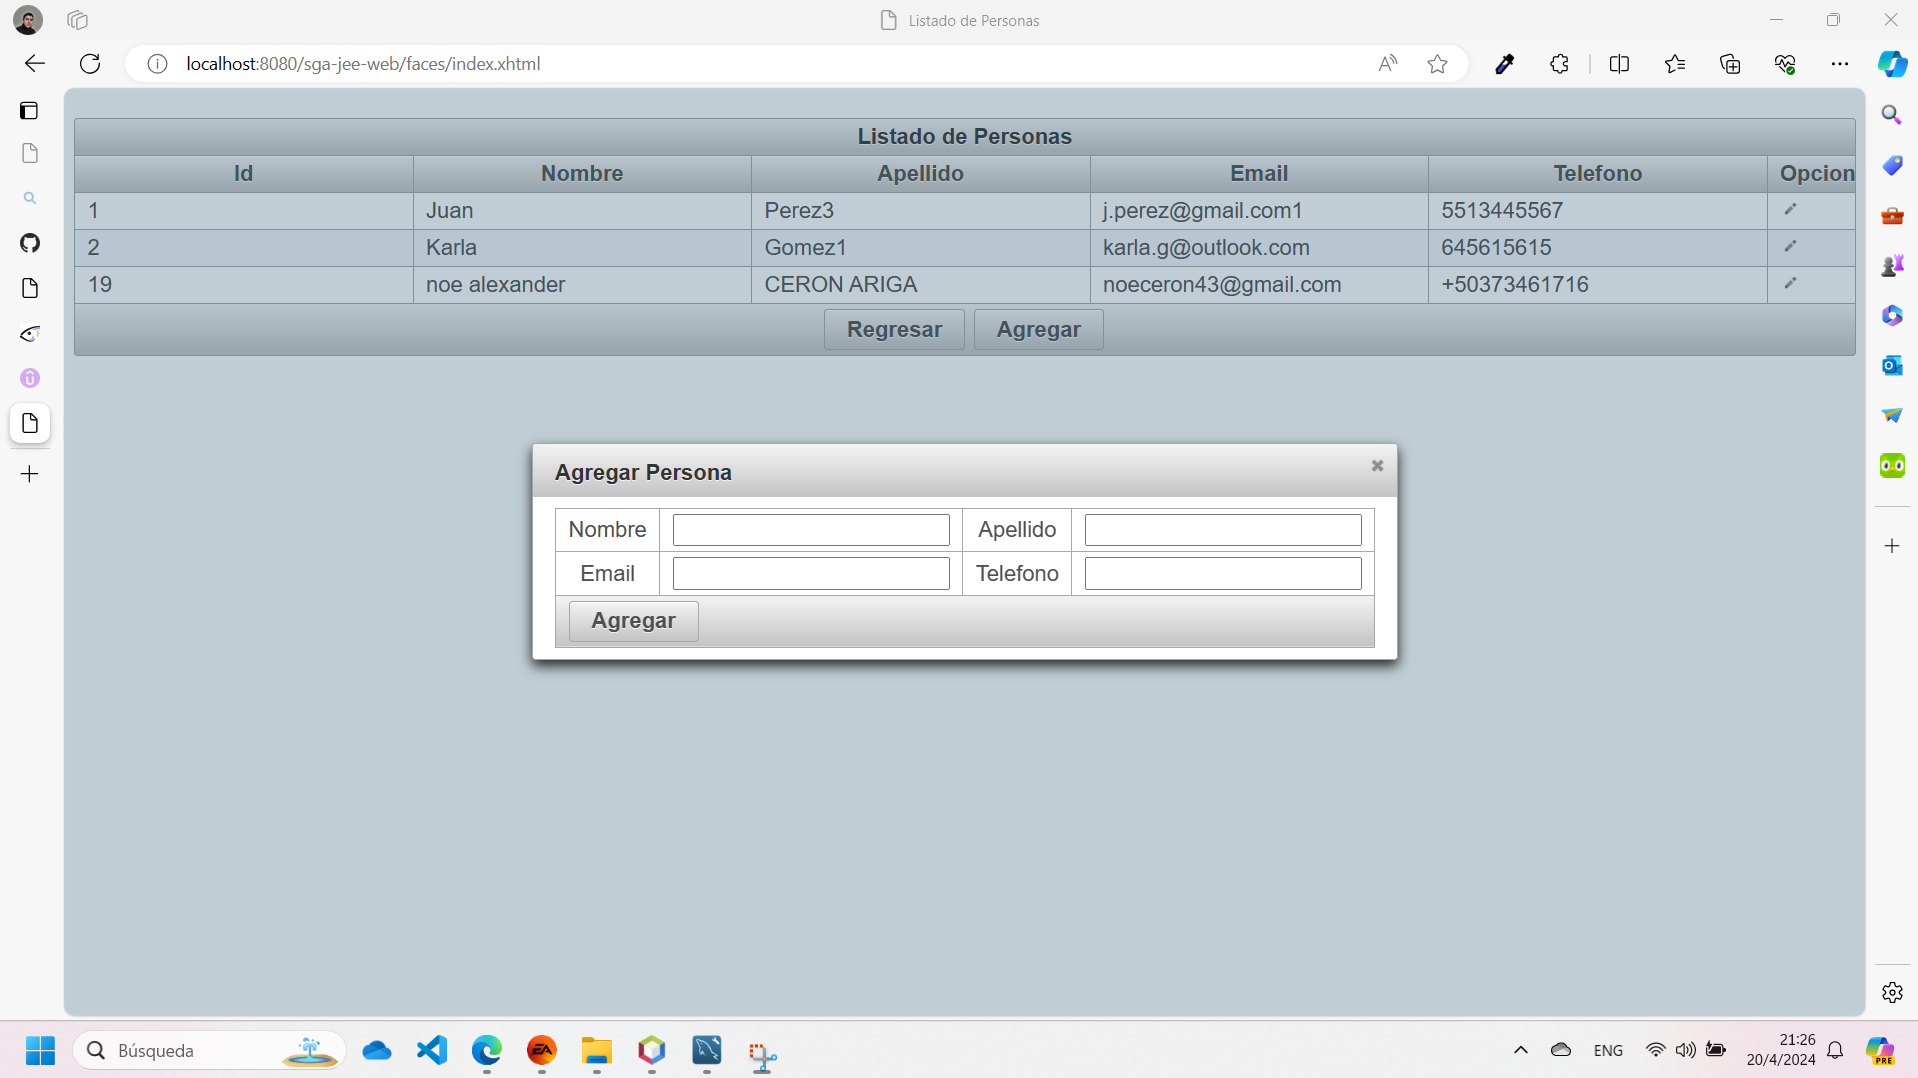 Listado de Personas
localhost:8080/sga-jee-web/faces/index.xhtml
Listado de Personas
Id Nombre Apellido Email Telefono Opcion
1 Juan Perez3 j.perez@gmail.com1 5513445567
2 Karla Gomez1 karla.g@outlook.com 645615615
19 noe alexander CERON ARIGA noeceron43@gmail.com +50373461716
Regresar Agregar
Agregar Persona
Nombre Apellido
Email Telefono
Agregar
Búsqueda
EA
ENG
21:26
20/4/2024
PRE